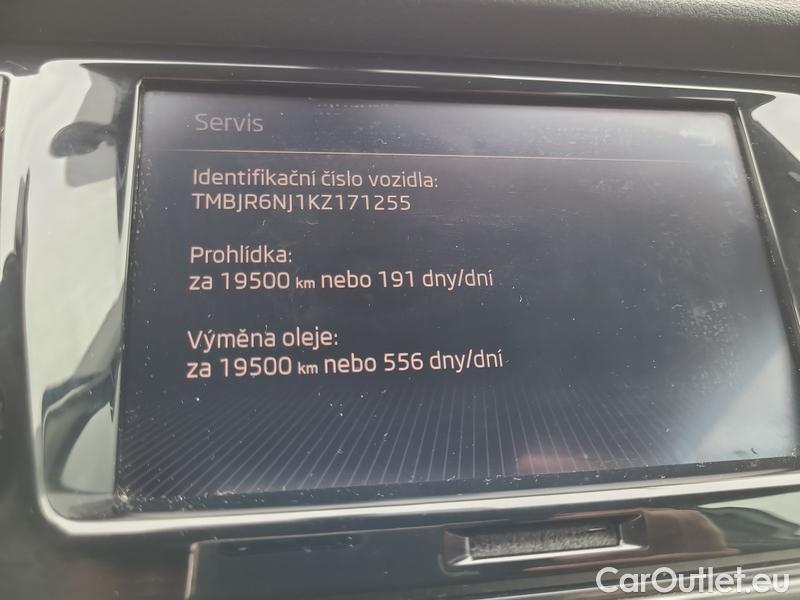 Servis
Identifikační číslo vozidla:
TMBJR6NJ1KZ171255
Prohlídka:
za 19500 km nebo 191 dny/dní
Výměna oleje:
za 19500 km nebo 556 dny/dní
CarOutlet.eu